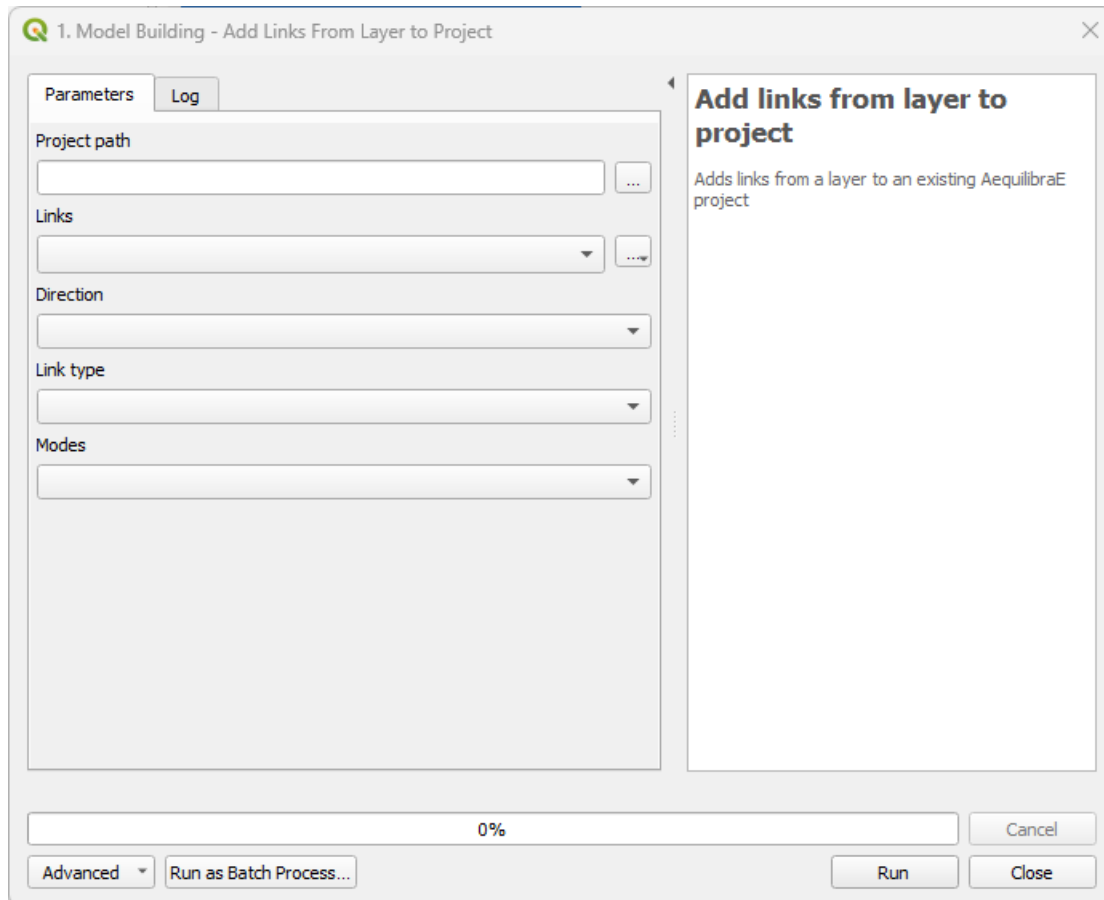 1. Model Building - Add Links From Layer to Project
Parameters
Log
Project path
...
Links
...
Direction
Link type
Modes
Add links from layer to
project
Adds links from a layer to an existing AequilibraE
project
0%
Cancel
Advanced
Run as Batch Process...
Run
Close